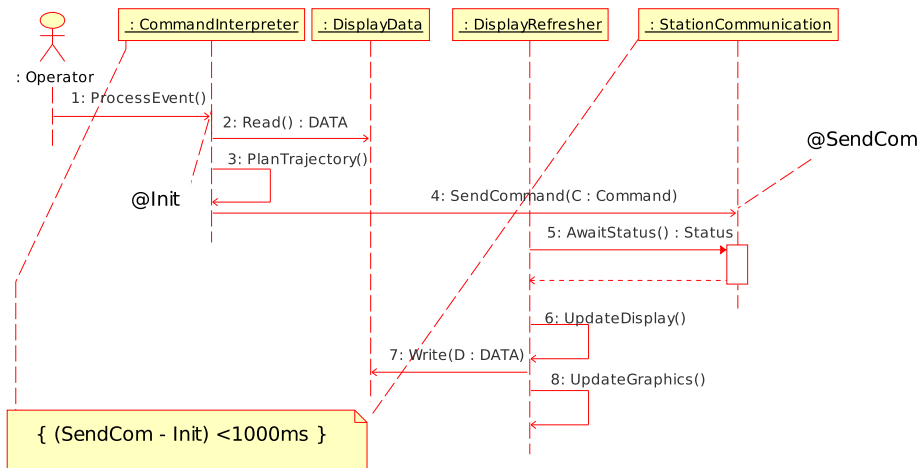 : CommandInterpreter
: DisplayData
: DisplayRefresher
: StationCommunication
: Operator
1: ProcessEvent()
2: Read() : DATA
@SendCom
3: PlanTrajectory()
@Init
4: SendCommand(C : Command)
5: AwaitStatus() : Status
6: UpdateDisplay()
7: Write(D : DATA)
8: UpdateGraphics()
{ (SendCom - Init) <1000ms }